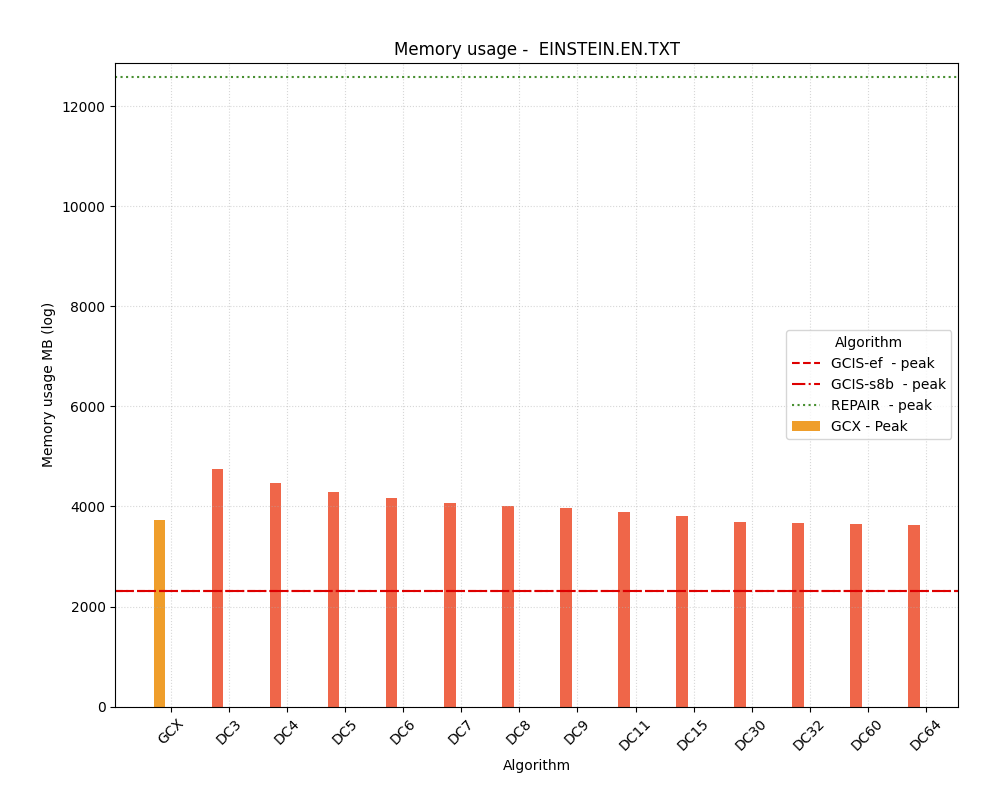 Memory usage -  EINSTEIN.EN.TXT
12000
10000
8000
6000
4000
2000
0
Memory usage MB (log)
Algorithm
GCIS-ef  - peak
GCIS-s8b  - peak
REPAIR  - peak
GCX - Peak
GCX
DC3
DC4
DC5
DC6
DC7
DC8
DC9
DC11
DC15
DC30
DC32
DC60
DC64
Algorithm